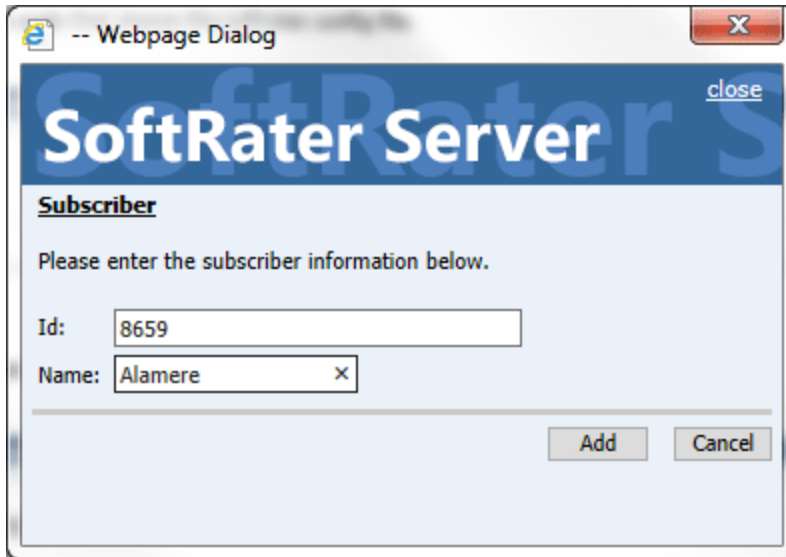 -- Webpage Dialog
close
SoftRater Server
Subscriber
Please enter the subscriber information below.
Id: 8659
Name: Alamere
Add Cancel